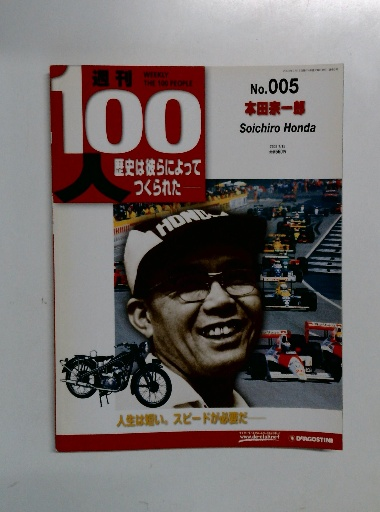 週刊
WEEKLY
THE 100 PEOPLE
100
人
歴史は彼らによって
つくられた——
No.005
本田宗一郎
Soichiro Honda
HONDA
人生は短い。スピードが必要だ——
DEAGOSTINI